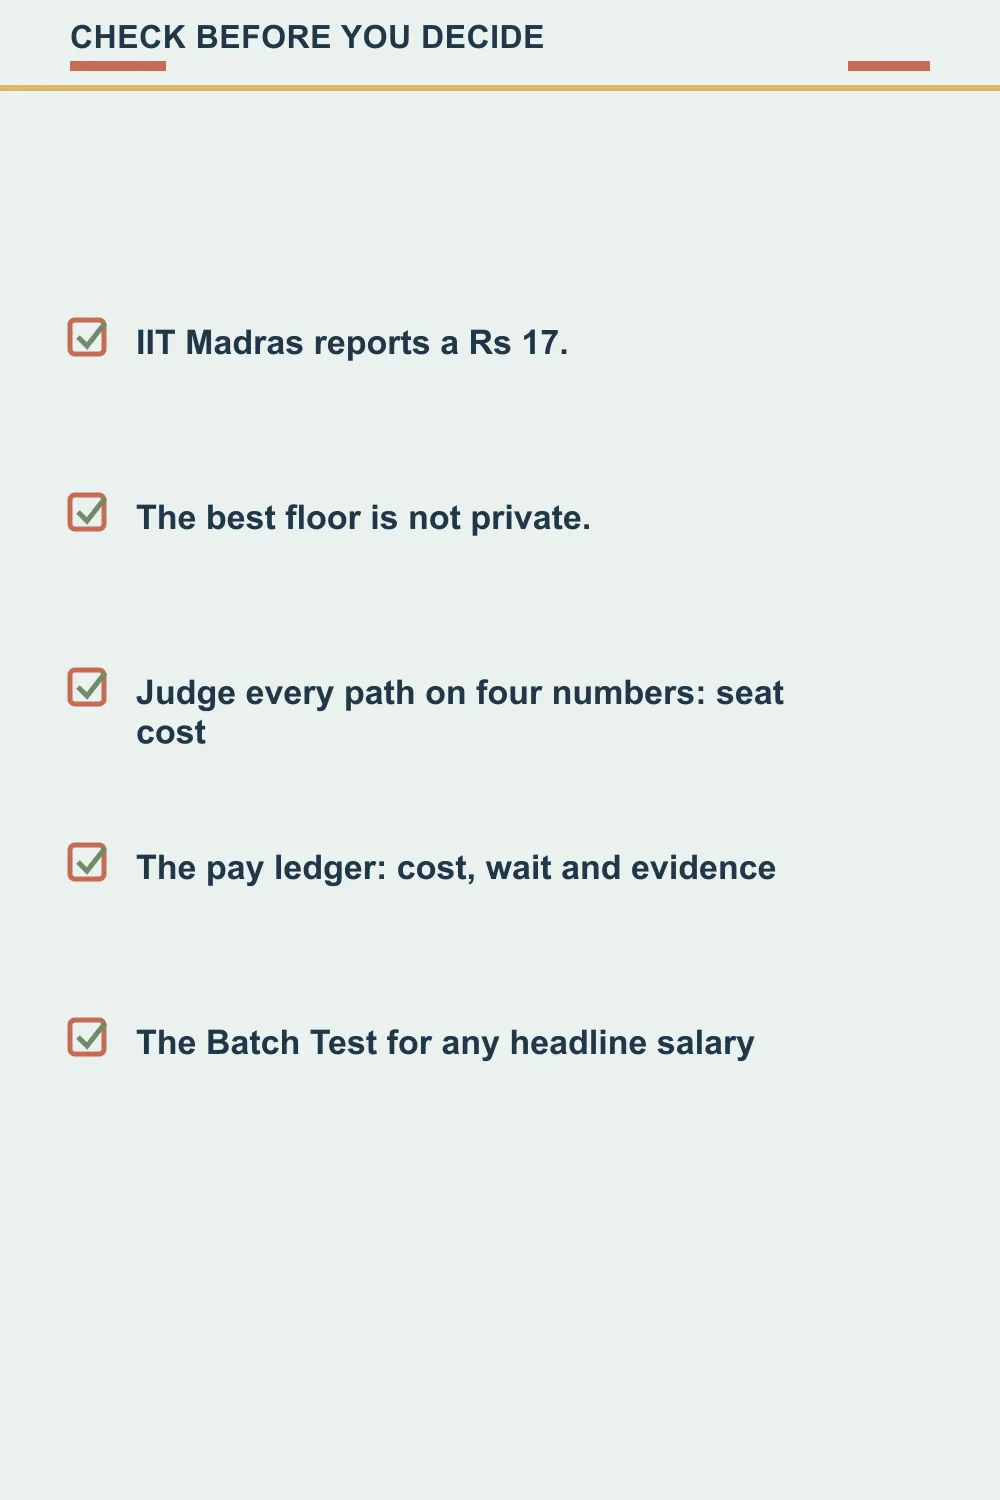 CHECK BEFORE YOU DECIDE
IIT Madras reports a Rs 17.
The best floor is not private.
Judge every path on four numbers: seat
cost
The pay ledger: cost, wait and evidence
The Batch Test for any headline salary